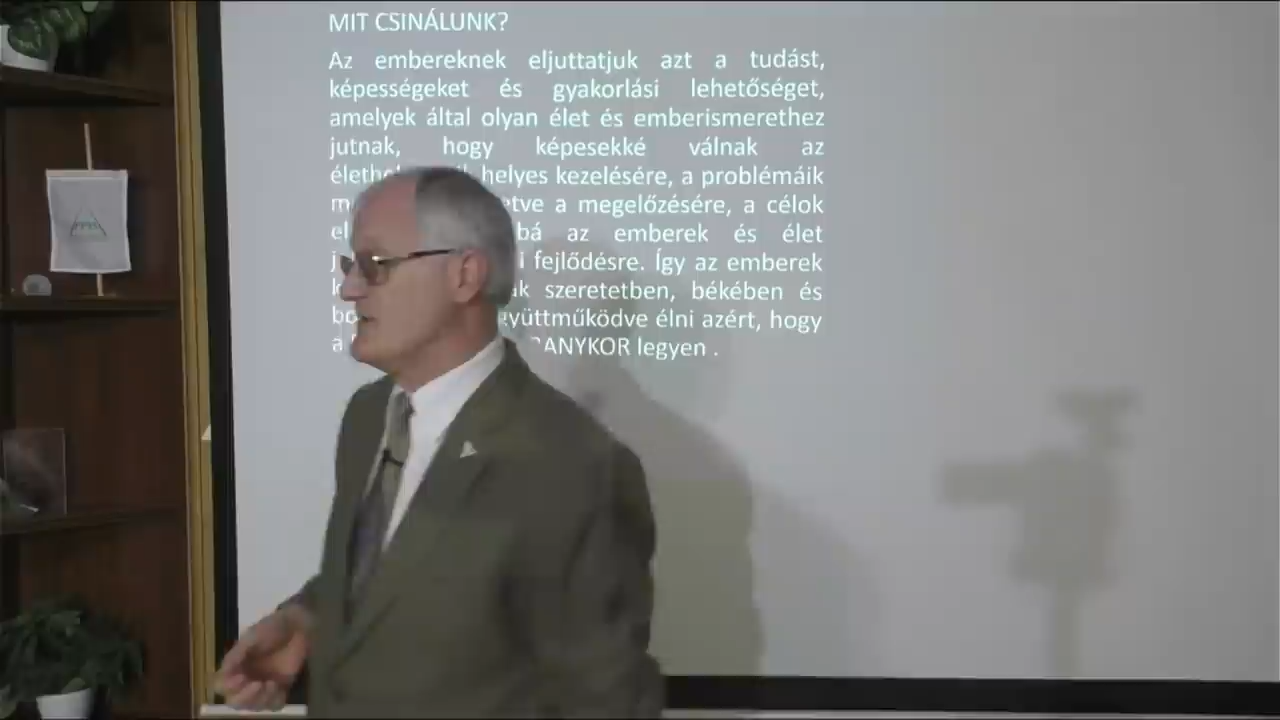 MIT CSINÁLUNK?
Az embereknek eljuttatjuk azt a tudást,
képességeket és gyakorlási lehetőséget,
amelyek által olyan élet és emberismerethez
jutnak, hogy képesekké válnak az
helyes kezelésére, a problémáik
a megelőzésére, a célok
az emberek és élet
fejlődésre. Így az emberek
szeretetben, békében és
élni azért, hogy
legyen .